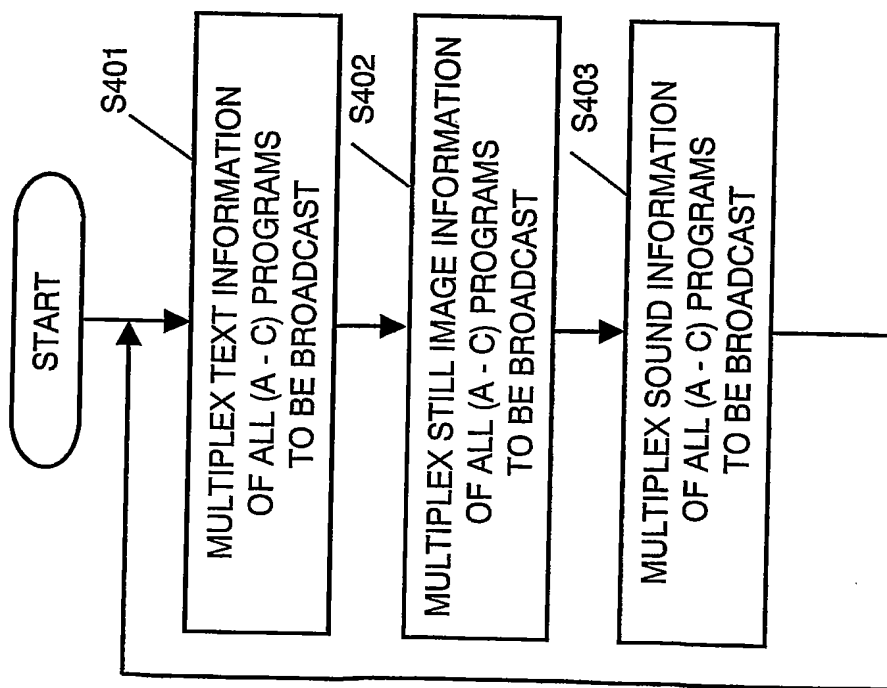 START
S401
MULTIPLEX TEXT INFORMATION
OF ALL (A - C) PROGRAMS
TO BE BROADCAST
S402
MULTIPLEX STILL IMAGE INFORMATION
OF ALL (A - C) PROGRAMS
TO BE BROADCAST
S403
MULTIPLEX SOUND INFORMATION
OF ALL (A - C) PROGRAMS
TO BE BROADCAST